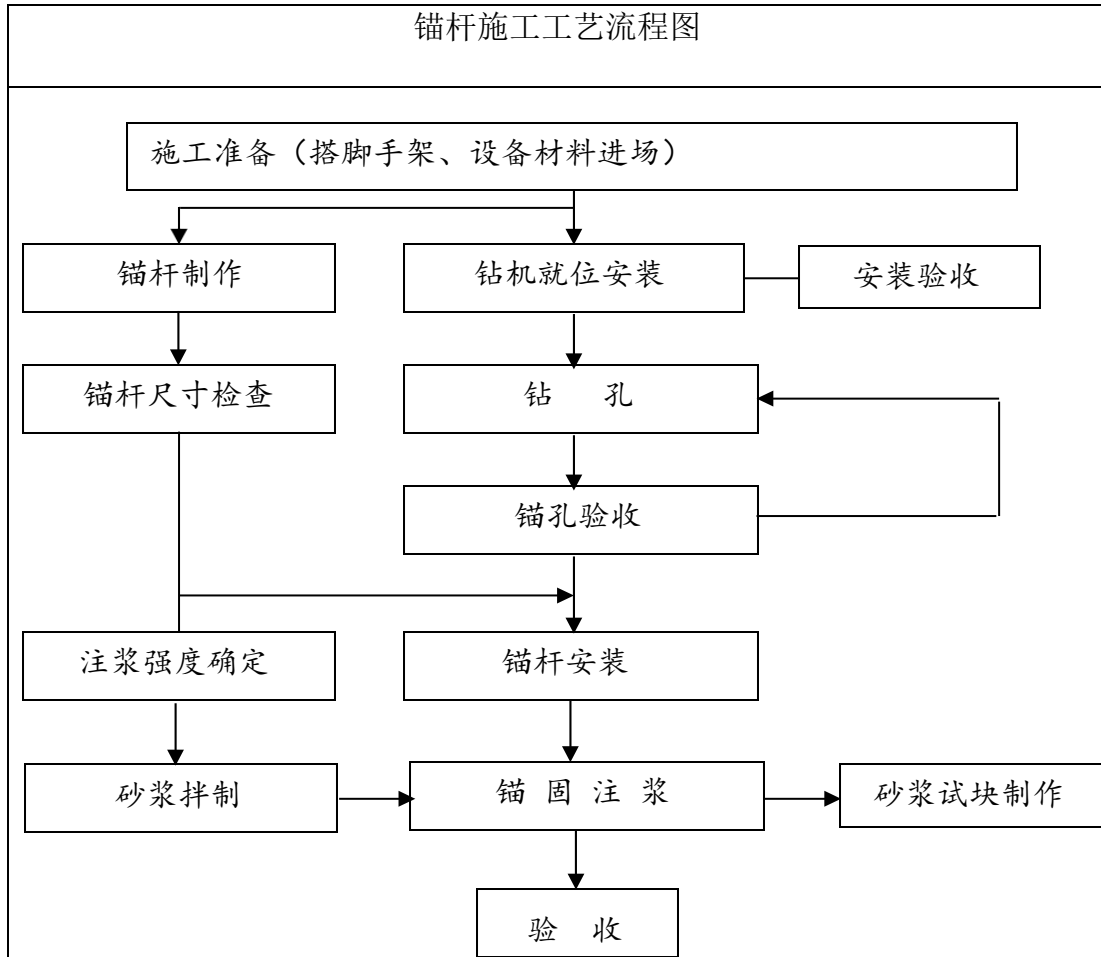 锚杆施工工艺流程图
施工准备（搭脚手架、设备材料进场）
锚杆制作
钻机就位安装
安装验收
锚杆尺寸检查
钻 孔
锚孔验收
注浆强度确定
锚杆安装
砂浆拌制
锚 固 注 浆
砂浆试块制作
验 收